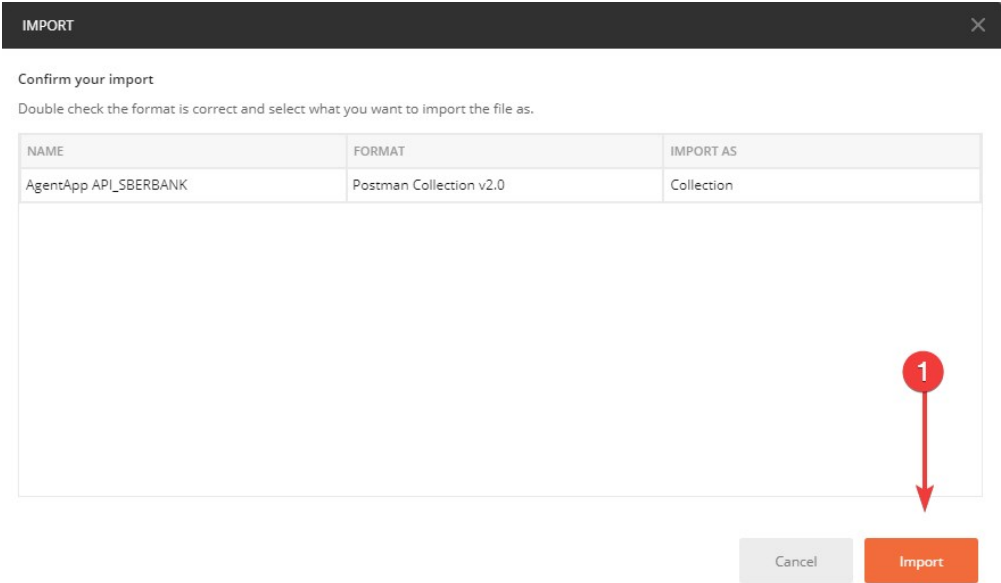 IMPORT
Confirm your import
Double check the format is correct and select what you want to import the file as.
NAME FORMAT IMPORT AS
AgentApp API_SBERBANK Postman Collection v2.0 Collection
1
Cancel Import